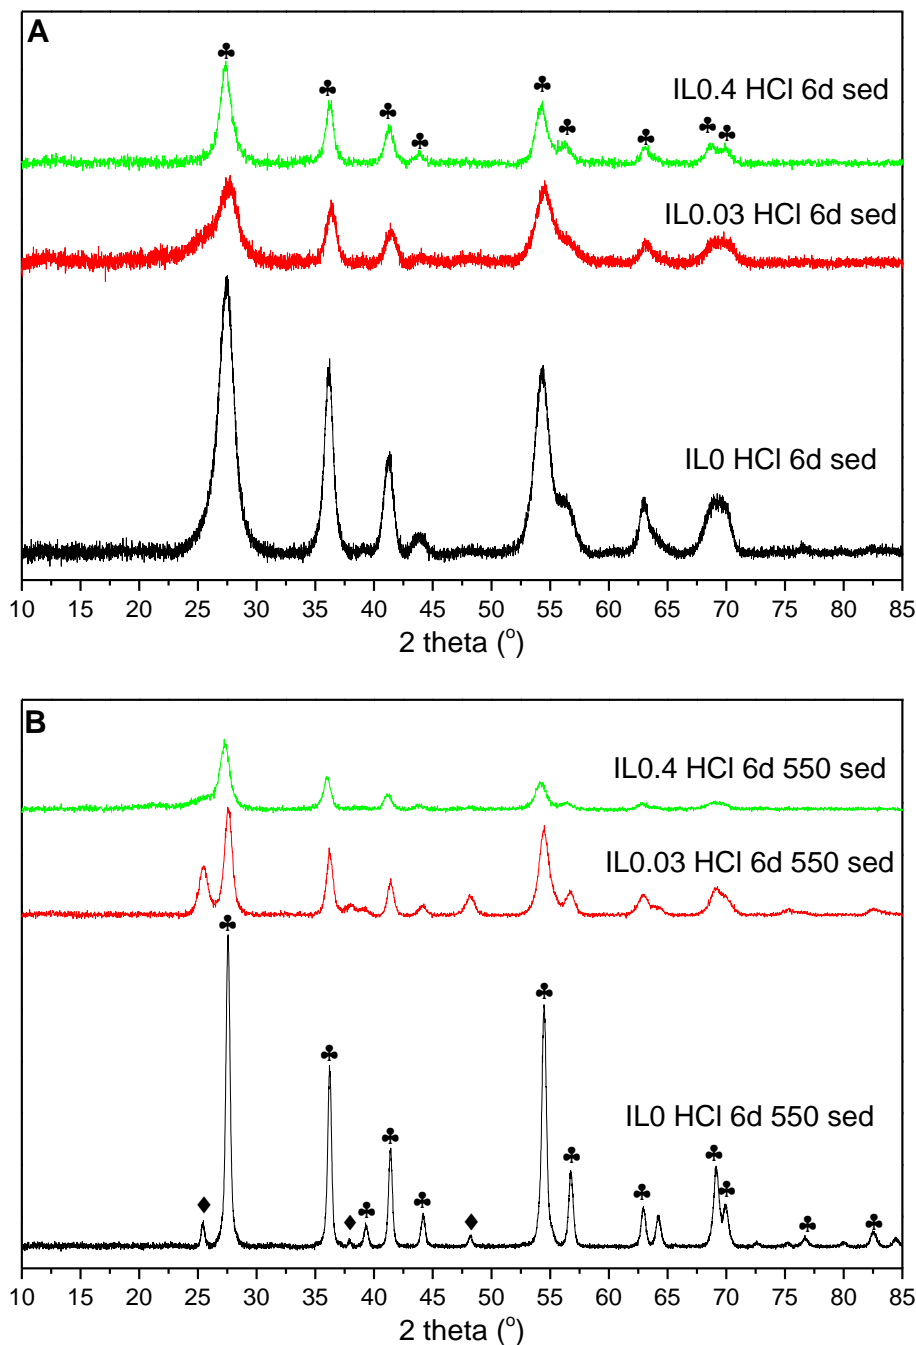 A
♣ ♣ ♣ ♣ ♣ ♣ ♣ ♣ ♣
IL0.4 HCl 6d sed
IL0.03 HCl 6d sed
IL0 HCl 6d sed
10 15 20 25 30 35 40 45 50 55 60 65 70 75 80 85
2 theta (o)
B
IL0.4 HCl 6d 550 sed
IL0.03 HCl 6d 550 sed
IL0 HCl 6d 550 sed
♦ ♣ ♣ ♦ ♣ ♣ ♣ ♦ ♣ ♣ ♣ ♣ ♣ ♣ ♣
10 15 20 25 30 35 40 45 50 55 60 65 70 75 80 85
2 theta (o)